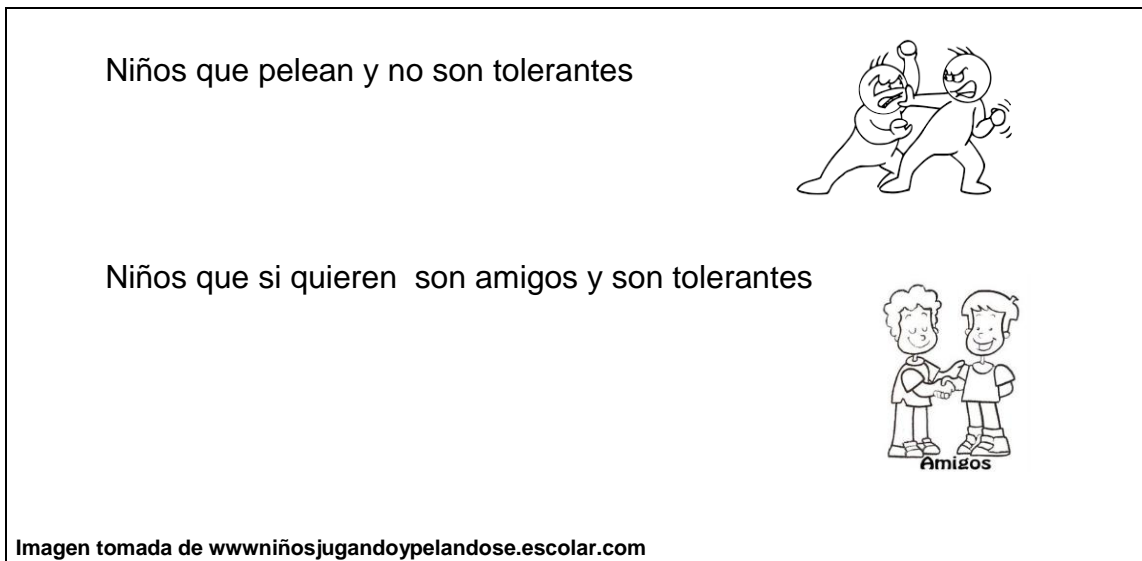 Niños que pelean y no son tolerantes
Niños que si quieren  son amigos y son tolerantes
Amigos
Imagen tomada de wwwniñosjugandoypelandose.escolar.com